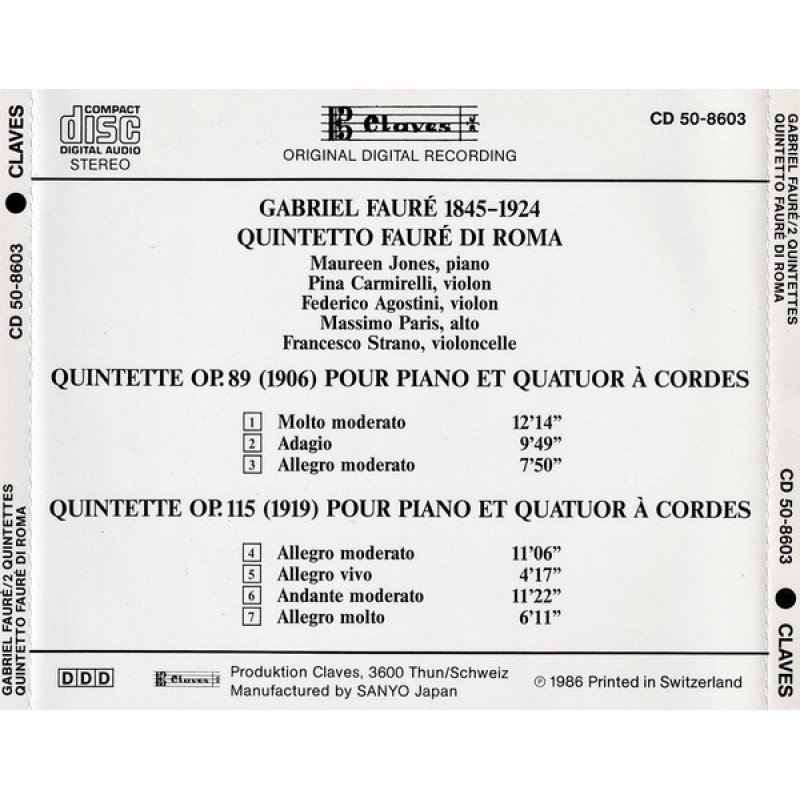 COMPACT
disc
DIGITAL AUDIO
STEREO
Claves
ORIGINAL DIGITAL RECORDING
CD 50-8603
GABRIEL FAURÉ 1845–1924
QUINTETTO FAURÉ DI ROMA
Maureen Jones, piano
Pina Carmirelli, violon
Federico Agostini, violon
Massimo Paris, alto
Francesco Strano, violoncelle
QUINTETTE OP. 89 (1906) POUR PIANO ET QUATUOR À CORDES
1 Molto moderato 12’14”
2 Adagio 9’49”
3 Allegro moderato 7’50”
QUINTETTE OP. 115 (1919) POUR PIANO ET QUATUOR À CORDES
4 Allegro moderato 11’06”
5 Allegro vivo 4’17”
6 Andante moderato 11’22”
7 Allegro molto 6’11”
DDD
Claves
Produktion Claves, 3600 Thun/Schweiz
Manufactured by SANYO Japan
℗ 1986 Printed in Switzerland
GABRIEL FAURÉ/2 QUINTETTES
QUINTETTO FAURÉ DI ROMA
CD 50-8603 ● CLAVES
GABRIEL FAURÉ/2 QUINTETTES
QUINTETTO FAURÉ DI ROMA
CD 50-8603 ● CLAVES